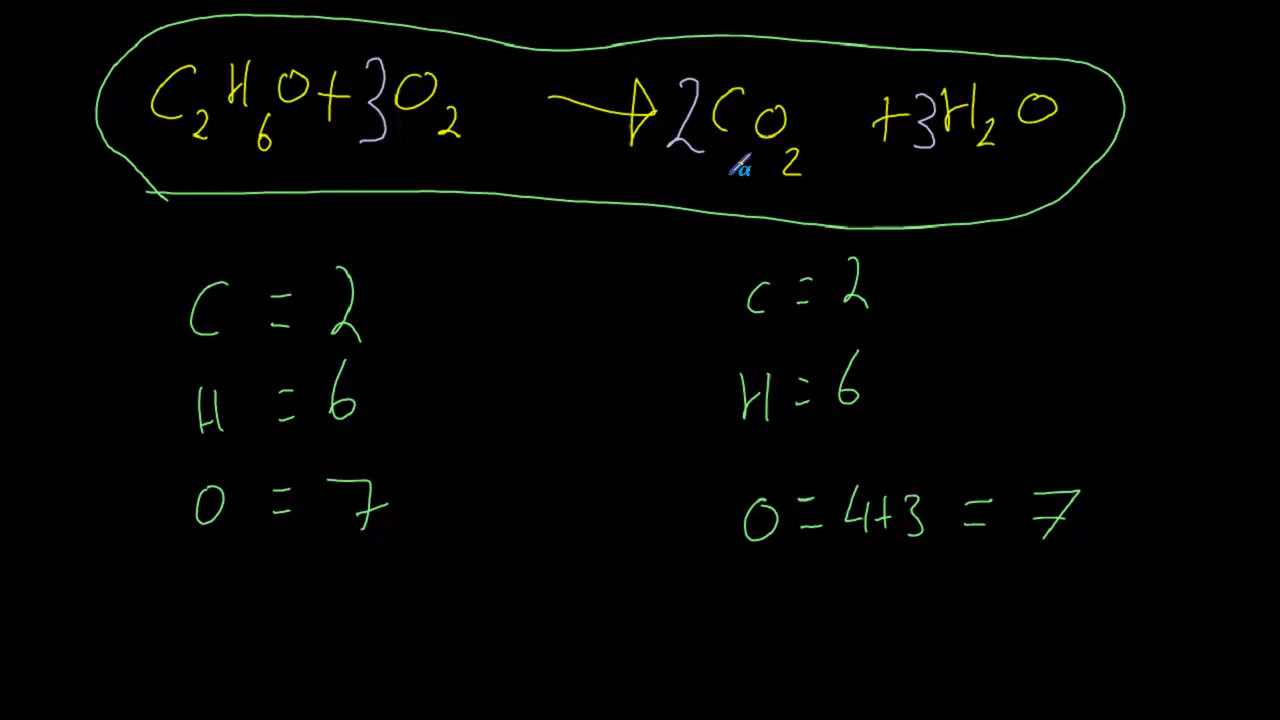 C₂H₆O + 3O₂ → 2CO₂ + 3H₂O
C = 2
C = 2
H = 6
H = 6
O = 7
O = 4+3 = 7